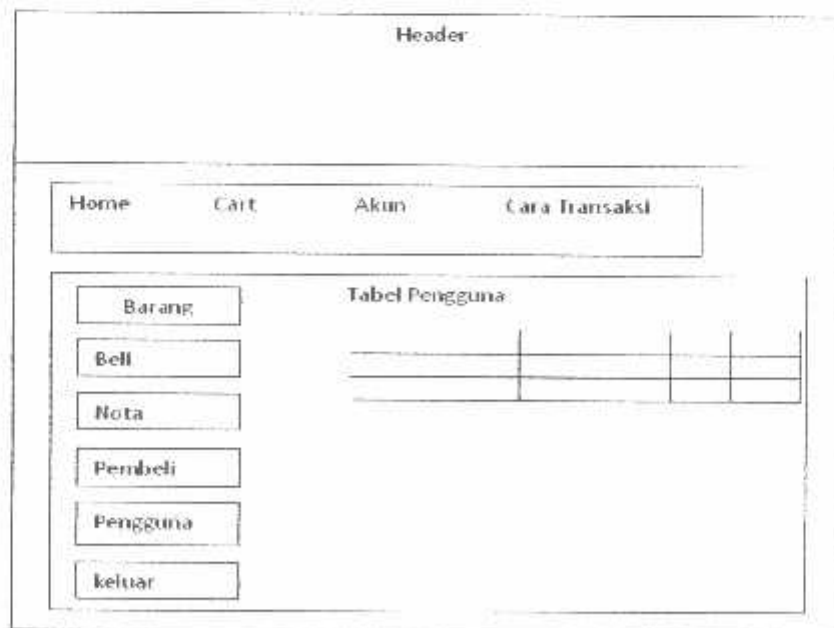 Header
Home Cart Akun Cara Transaksi
Barang
Tabel Pengguna
Beli
Nota
Pembeli
Pengguna
keluar